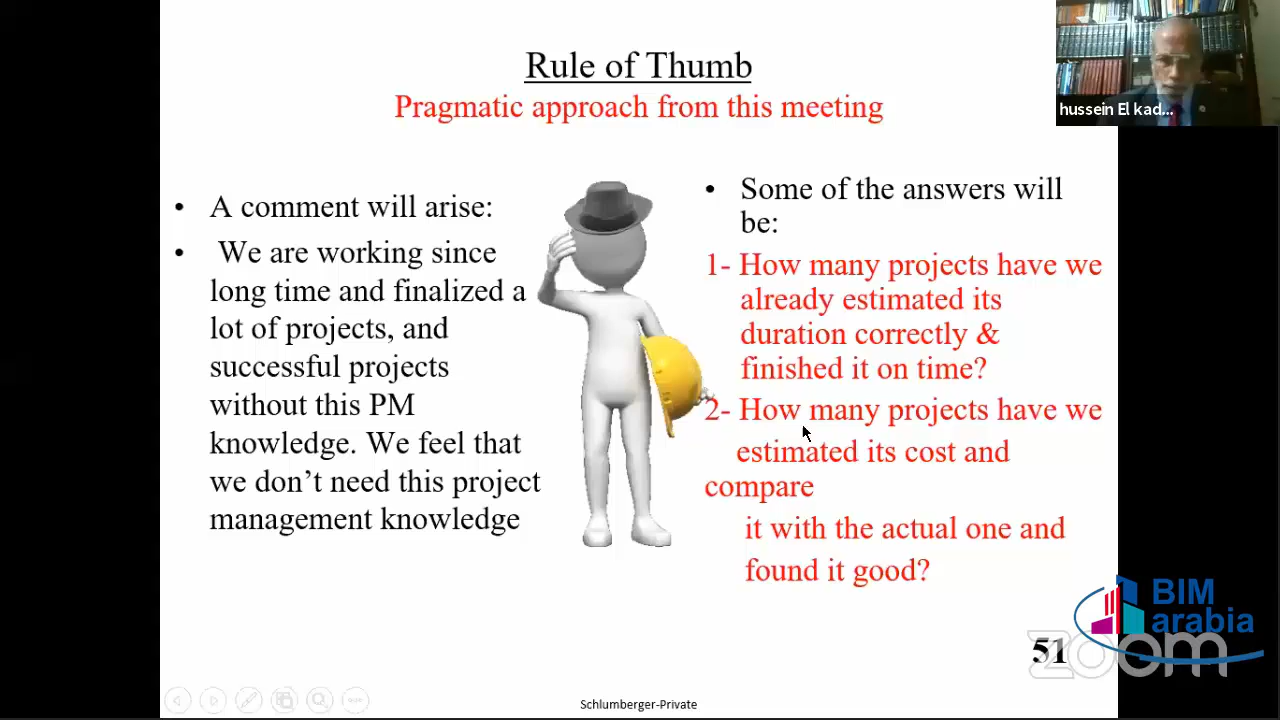 Rule of Thumb
Pragmatic approach from this meeting
hussein El kad...
• A comment will arise:
• We are working since
long time and finalized a
lot of projects, and
successful projects
without this PM
knowledge. We feel that
we don’t need this project
management knowledge
• Some of the answers will
be:
1- How many projects have we
already estimated its
duration correctly &
finished it on time?
2- How many projects have we
estimated its cost and
compare
it with the actual one and
found it good?
BIM
arabia
zoom
51
Schlumberger-Private